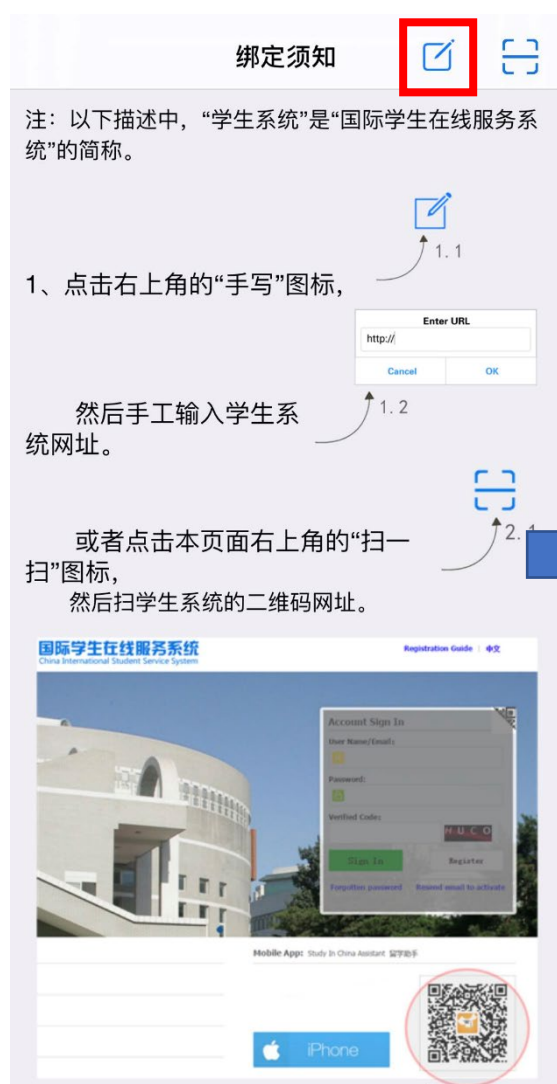 绑定须知
注：以下描述中，“学生系统”是“国际学生在线服务系
统”的简称。
1.1
1、点击右上角的“手写”图标，
Enter URL
http://
Cancel OK
1.2
然后手工输入学生系
统网址。
2.1
或者点击本页面右上角的“扫一
扫”图标，
然后扫学生系统的二维码网址。
国际学生在线服务系统
China International Student Service System
Registration Guide | 中文
Account Sign In
User Name/Email:
Password:
Verified Code:
N U C O
Sign In Register
Forgotten password Resend email to activate
Mobile App: Study In China Assistant 留学助手
iPhone